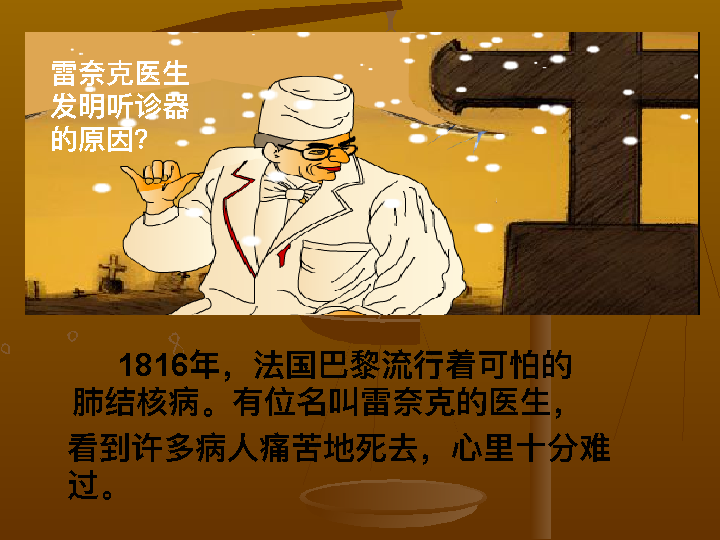 雷奈克医生
发明听诊器
的原因?
1816年，法国巴黎流行着可怕的
肺结核病。有位名叫雷奈克的医生，
看到许多病人痛苦地死去，心里十分难
过。